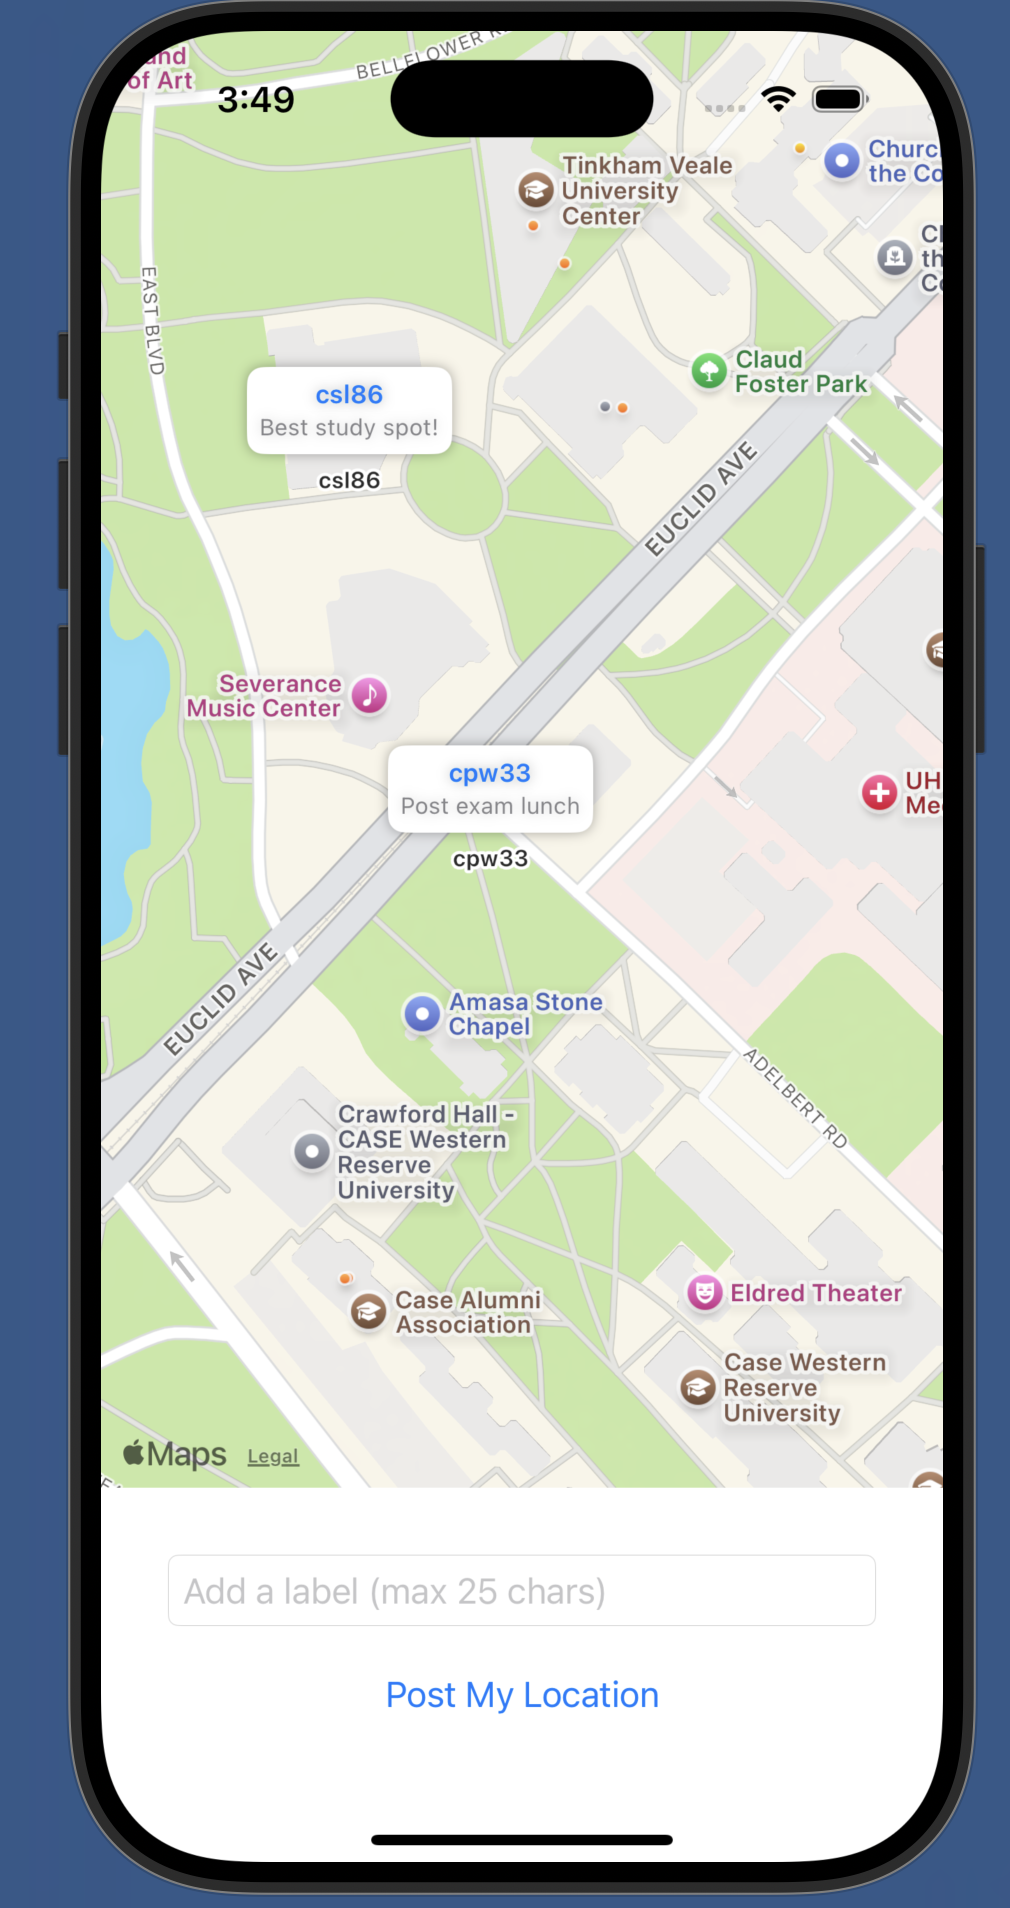 and
of Art
BELLFLOWER R
3:49
Tinkham Veale
University
Center
Churc
the Co
Cl
th
Co
EAST BLVD
Claud
Foster Park
csl86
Best study spot!
csl86
EUCLID AVE
Severance
Music Center
cpw33
Post exam lunch
cpw33
UH
Me
EUCLID AVE
Amasa Stone
Chapel
ADELBERT RD
Crawford Hall -
CASE Western
Reserve
University
Case Alumni
Association
Eldred Theater
Case Western
Reserve
University
Maps
Legal
Add a label (max 25 chars)
Post My Location